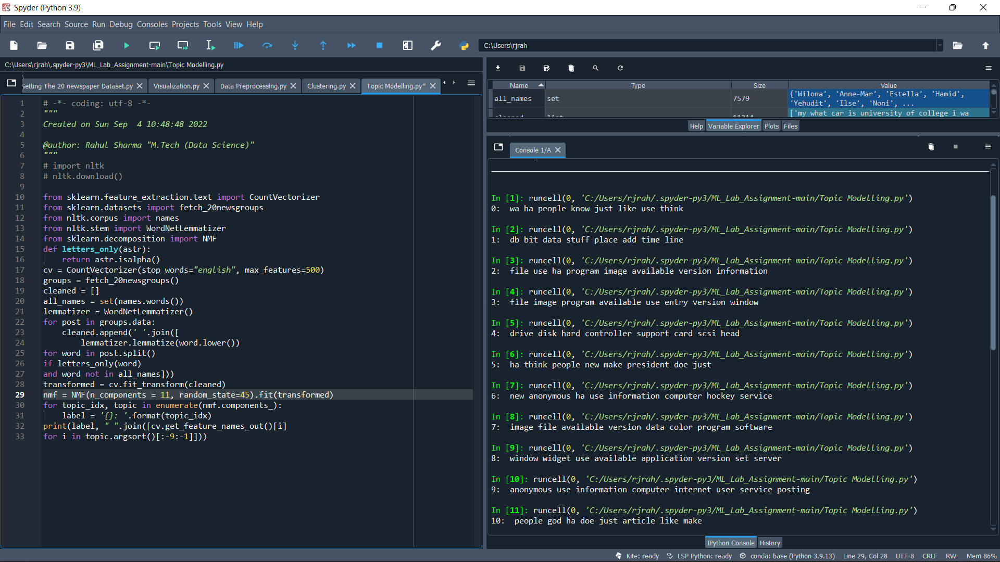 Spyder (Python 3.9)
File Edit Search Source Run Debug Consoles Projects Tools View Help
C:\Users\rjrah
C:\Users\rjrah\.spyder-py3\ML_Lab_Assignment-main\Topic Modelling.py
Getting The 20 newspaper Dataset.py Visualization.py Data Preprocessing.py Clustering.py Topic Modelling.py*
1 # -*- coding: utf-8 -*-
2 """
3 Created on Sun Sep  4 10:48:48 2022
4
5 @author: Rahul Sharma "M.Tech (Data Science)"
6 """
7 # import nltk
8 # nltk.download()
9
10 from sklearn.feature_extraction.text import CountVectorizer
11 from sklearn.datasets import fetch_20newsgroups
12 from nltk.corpus import names
13 from nltk.stem import WordNetLemmatizer
14 from sklearn.decomposition import NMF
15 def letters_only(astr):
16     return astr.isalpha()
17 cv = CountVectorizer(stop_words="english", max_features=500)
18 groups = fetch_20newsgroups()
19 cleaned = []
20 all_names = set(names.words())
21 lemmatizer = WordNetLemmatizer()
22 for post in groups.data:
23     cleaned.append(' '.join([
24         lemmatizer.lemmatize(word.lower())
25 for word in post.split()
26 if letters_only(word)
27 and word not in all_names]))
28 transformed = cv.fit_transform(cleaned)
29 nmf = NMF(n_components = 11, random_state=45).fit(transformed)
30 for topic_idx, topic in enumerate(nmf.components_):
31     label = '{}: '.format(topic_idx)
32 print(label, " ".join([cv.get_feature_names_out()[i]
33 for i in topic.argsort()[:-9:-1]]))
Name Type Size Value
all_names set 7579 {'Wilona', 'Anne-Mar', 'Estella', 'Hamid',
'Yehudit', 'Ilse', 'Noni', ...
cleaned list 11314 ['my what car is university of college i wa
Help Variable Explorer Plots Files
Console 1/A
In [1]: runcell(0, 'C:/Users/rjrah/.spyder-py3/ML_Lab_Assignment-main/Topic Modelling.py')
0:  wa ha people know just like use think
In [2]: runcell(0, 'C:/Users/rjrah/.spyder-py3/ML_Lab_Assignment-main/Topic Modelling.py')
1:  db bit data stuff place add time line
In [3]: runcell(0, 'C:/Users/rjrah/.spyder-py3/ML_Lab_Assignment-main/Topic Modelling.py')
2:  file use ha program image available version information
In [4]: runcell(0, 'C:/Users/rjrah/.spyder-py3/ML_Lab_Assignment-main/Topic Modelling.py')
3:  file image program available use entry version window
In [5]: runcell(0, 'C:/Users/rjrah/.spyder-py3/ML_Lab_Assignment-main/Topic Modelling.py')
4:  drive disk hard controller support card scsi head
In [6]: runcell(0, 'C:/Users/rjrah/.spyder-py3/ML_Lab_Assignment-main/Topic Modelling.py')
5:  ha think people new make president doe just
In [7]: runcell(0, 'C:/Users/rjrah/.spyder-py3/ML_Lab_Assignment-main/Topic Modelling.py')
6:  new anonymous ha use information computer hockey service
In [8]: runcell(0, 'C:/Users/rjrah/.spyder-py3/ML_Lab_Assignment-main/Topic Modelling.py')
7:  image file available version data color program software
In [9]: runcell(0, 'C:/Users/rjrah/.spyder-py3/ML_Lab_Assignment-main/Topic Modelling.py')
8:  window widget use available application version set server
In [10]: runcell(0, 'C:/Users/rjrah/.spyder-py3/ML_Lab_Assignment-main/Topic Modelling.py')
9:  anonymous use information computer internet user service posting
In [11]: runcell(0, 'C:/Users/rjrah/.spyder-py3/ML_Lab_Assignment-main/Topic Modelling.py')
10:  people god ha doe just article like make
IPython Console History
Kite: ready LSP Python: ready conda: base (Python 3.9.13) Line 29, Col 28 UTF-8 CRLF RW Mem 86%